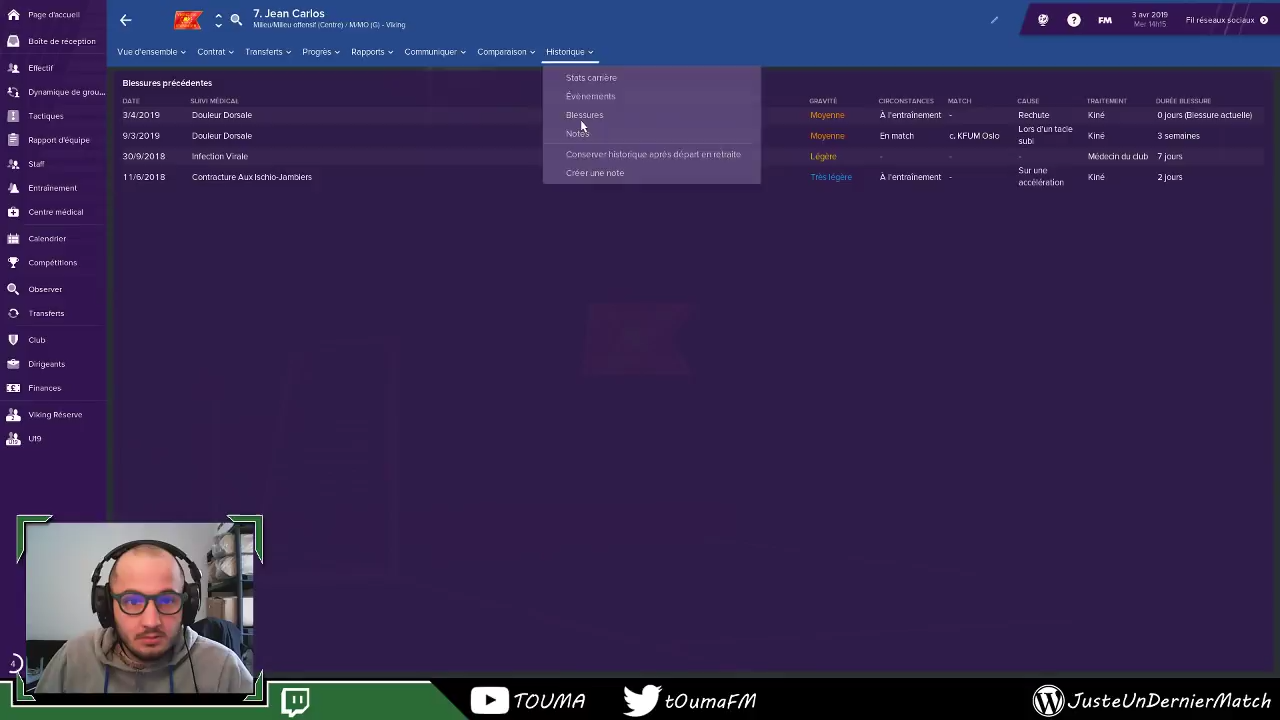 Page d'accueil
Boîte de réception
Effectif
Dynamique de grou...
Tactiques
Rapport d'équipe
Staff
Entraînement
Centre médical
Calendrier
Compétitions
Observer
Transferts
Club
Dirigeants
Finances
Viking Réserve
U19
7. Jean Carlos
Milieu/Milieu offensif (Centre) / M/MO (G) - Viking
FM
3 avr 2019
Mer 14h15
Fil réseaux sociaux
Vue d'ensemble Contrat Transferts Progrès Rapports Communiquer Comparaison Historique
Stats carrière
Évènements
Blessures
Notes
Conserver historique après départ en retraite
Créer une note
Blessures précédentes
DATE SUIVI MÉDICAL GRAVITÉ CIRCONSTANCES MATCH CAUSE TRAITEMENT DURÉE BLESSURE
3/4/2019 Douleur Dorsale Moyenne À l'entraînement - Rechute Kiné 0 jours (Blessure actuelle)
9/3/2019 Douleur Dorsale Moyenne En match c. KFUM Oslo Lors d'un tacle subi Kiné 3 semaines
30/9/2018 Infection Virale Légère - - - Médecin du club 7 jours
11/6/2018 Contracture Aux Ischio-Jambiers Très légère À l'entraînement - Sur une accélération Kiné 2 jours
TOUMA
tOumaFM
JusteUnDernierMatch